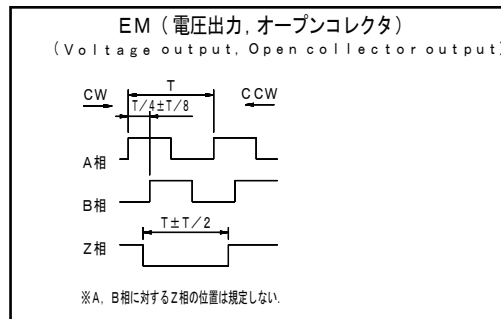 EM（電圧出力，オープンコレクタ）
（Voltage output, Open collector output）
T
CW
CCW
T/4±T/8
A相
B相
T±T/2
Z相
※A，B相に対するZ相の位置は規定しない．